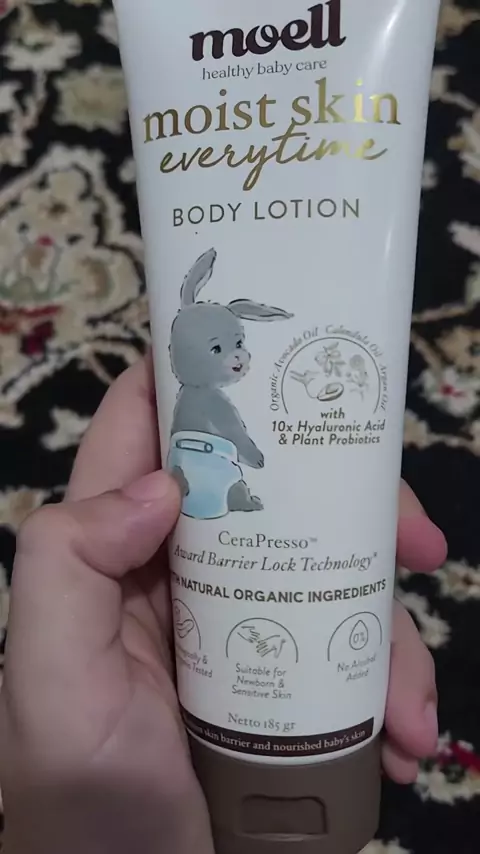 moell
healthy baby care
moist skin
everytime
BODY LOTION
Organic Avocado Oil Calendula Oil Argan Oil
with
10x Hyaluronic Acid
& Plant Probiotics
CeraPresso™
Award Barrier Lock Technology*
NATURAL ORGANIC INGREDIENTS
& Tested
Suitable for
Newborn &
Sensitive Skin
0%
No Alcohol
Added
Netto 185 gr
skin barrier and nourished baby's skin